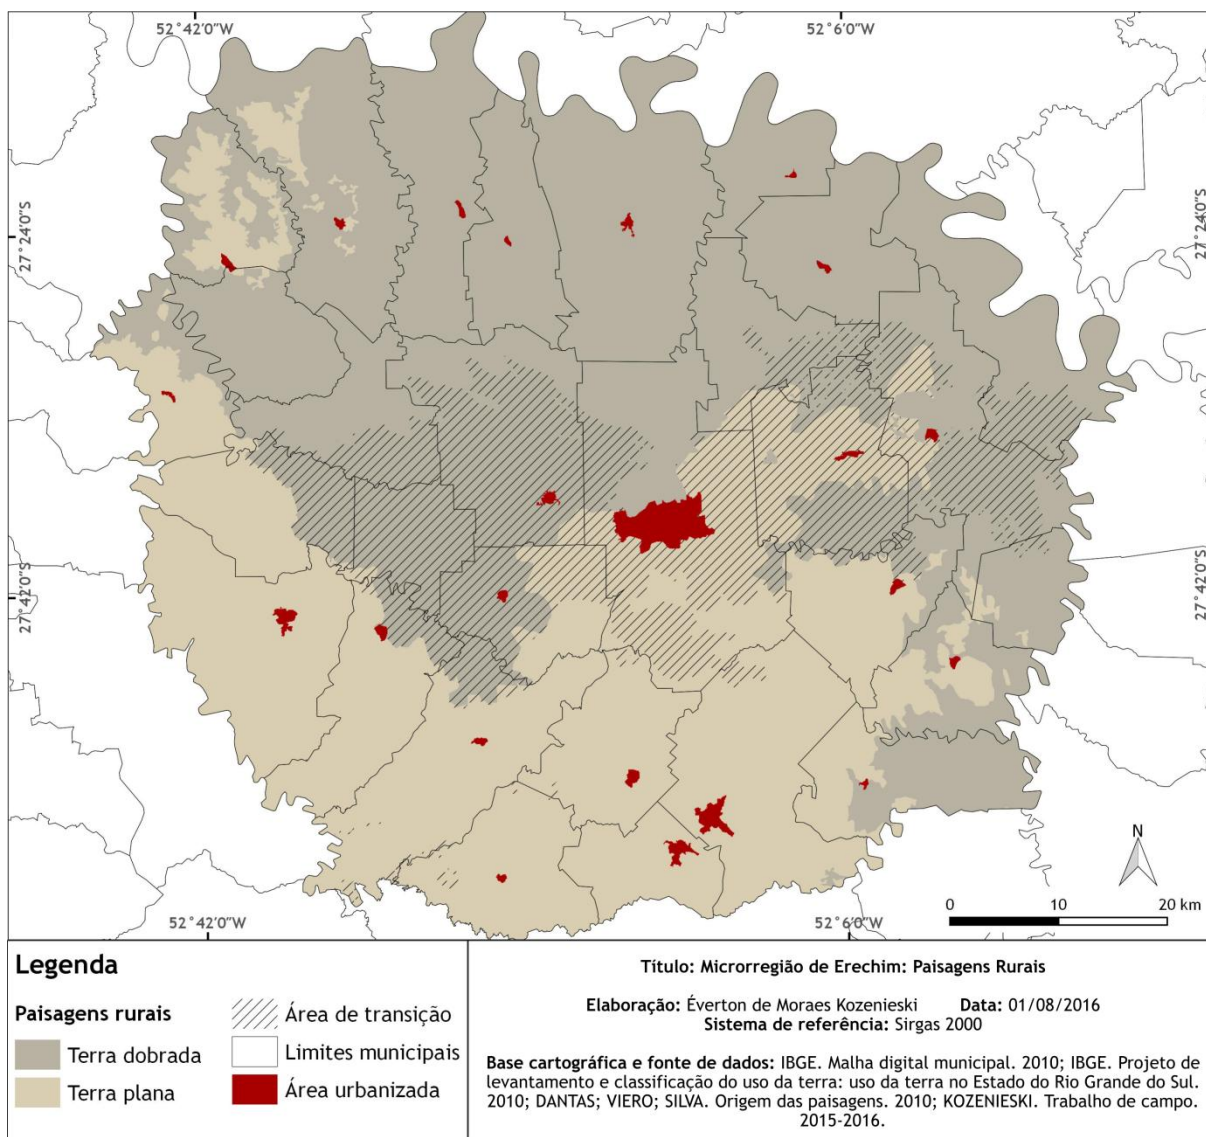 52°42'0"W
52°6'0"W
27°24'0"S
27°24'0"S
27°42'0"S
27°42'0"S
N
0 10 20 km
52°42'0"W
52°6'0"W
Legenda
Paisagens rurais
Terra dobrada
Terra plana
Área de transição
Limites municipais
Área urbanizada
Título: Microrregião de Erechim: Paisagens Rurais
Elaboração: Éverton de Moraes Kozenieski Data: 01/08/2016
Sistema de referência: Sirgas 2000
Base cartográfica e fonte de dados: IBGE. Malha digital municipal. 2010; IBGE. Projeto de
levantamento e classificação do uso da terra: uso da terra no Estado do Rio Grande do Sul.
2010; DANTAS; VIERO; SILVA. Origem das paisagens. 2010; KOZENIESKI. Trabalho de campo.
2015-2016.